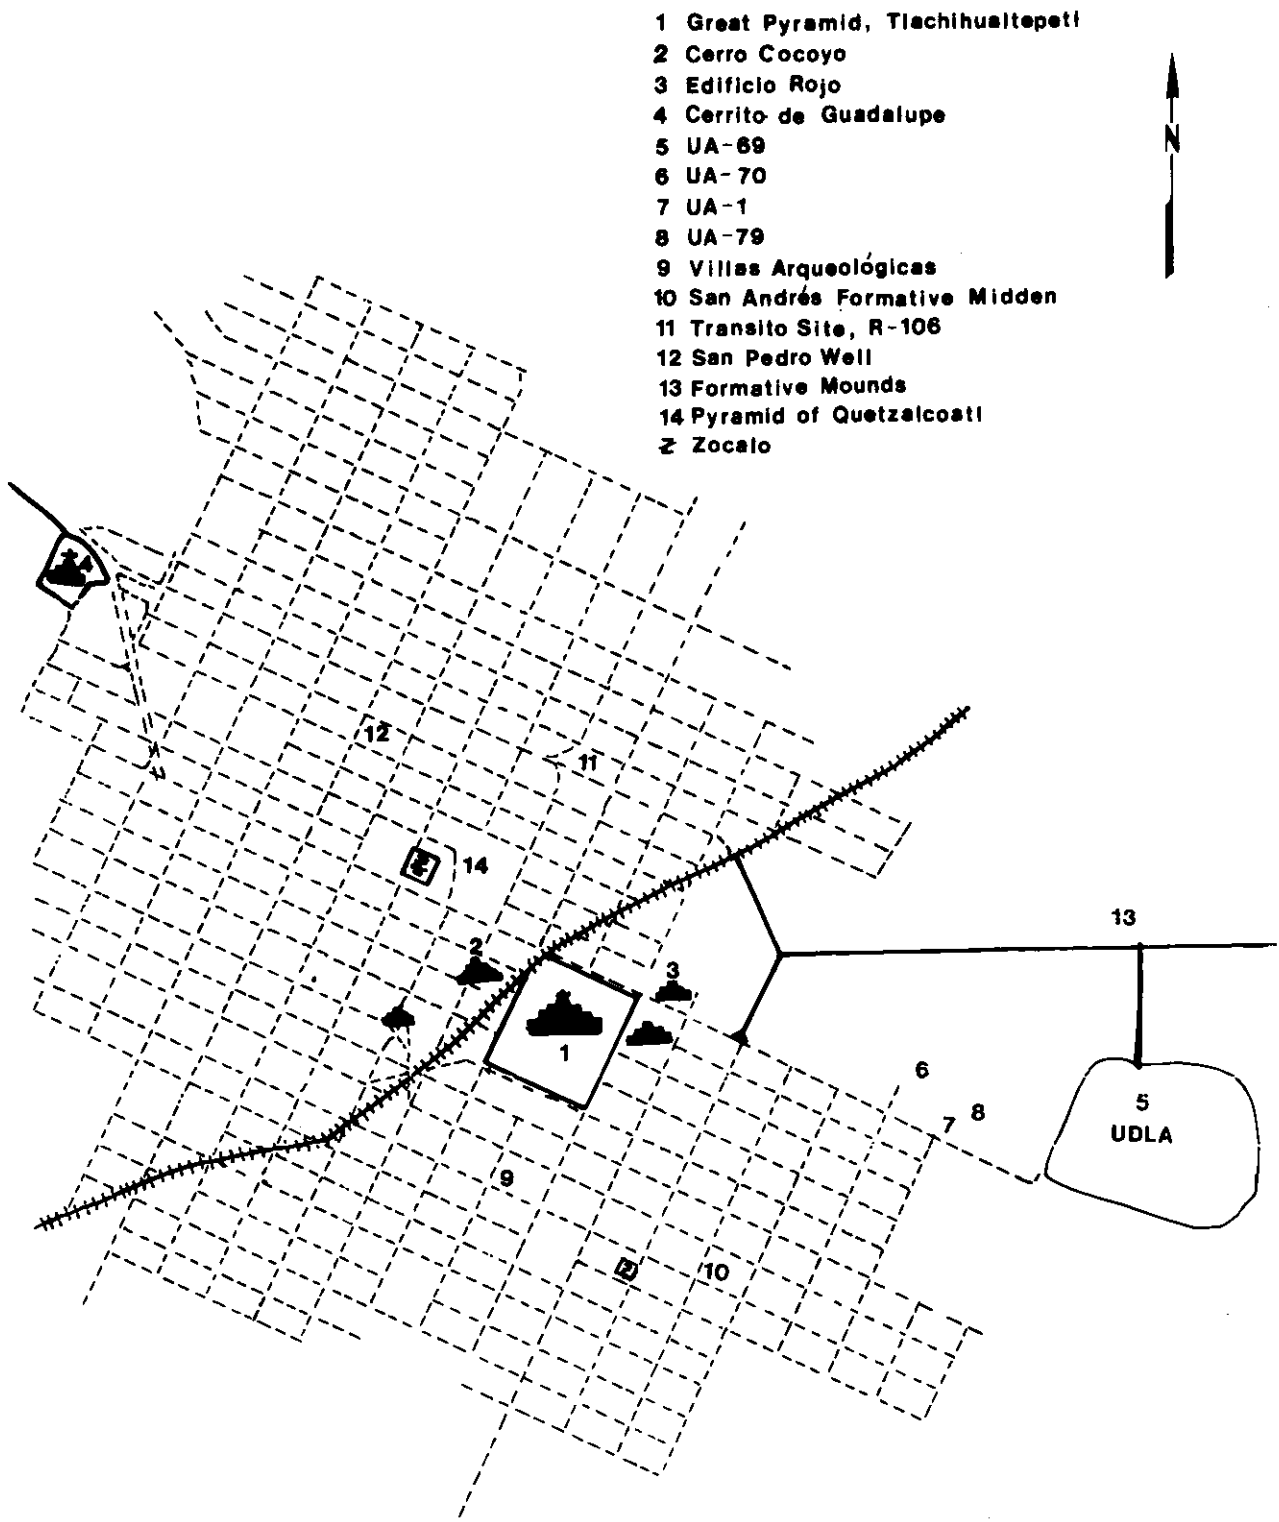 1 Great Pyramid, Tlachihualtepetl
2 Cerro Cocoyo
3 Edificio Rojo
4 Cerrito de Guadalupe
5 UA-69
6 UA-70
7 UA-1
8 UA-79
9 Villas Arqueológicas
10 San Andrés Formative Midden
11 Transito Site, R-106
12 San Pedro Well
13 Formative Mounds
14 Pyramid of Quetzalcoatl
Z Zocalo
N
4
12
11
14
13
2
3
1
6
5
8
7
UDLA
9
10